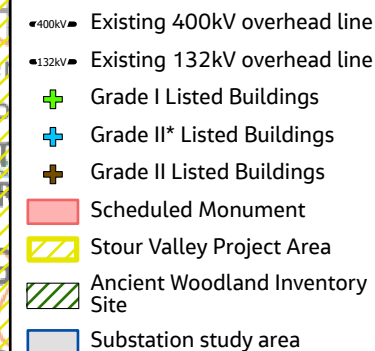 400kV Existing 400kV overhead line
132kV Existing 132kV overhead line
Grade I Listed Buildings
Grade II* Listed Buildings
Grade II Listed Buildings
Scheduled Monument
Stour Valley Project Area
Ancient Woodland Inventory
Site
Substation study area